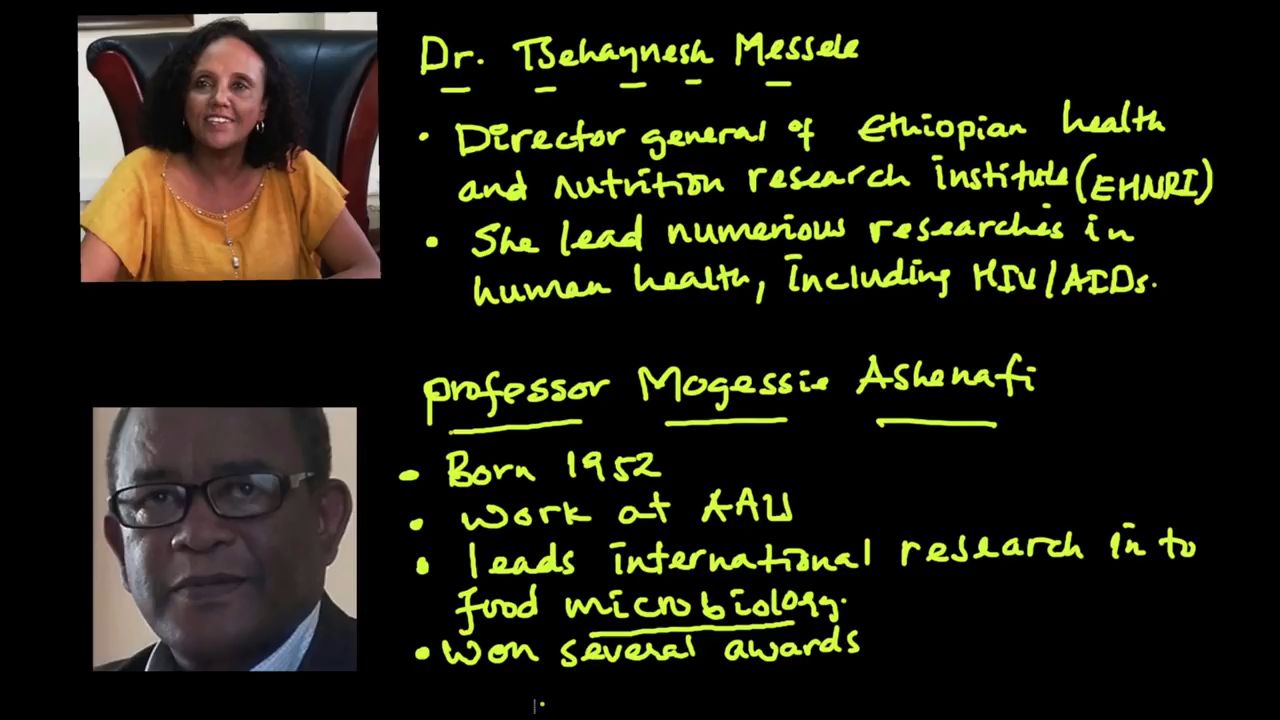 Dr. Tsehaynesh Messele
• Director general of Ethiopian health
and nutrition research institute (EHNRI)
• She lead numerious researches in
human health, including HIV/AIDs.
professor Mogessie Ashenafi
• Born 1952
• work at AAU
• leads international research in to
food microbiology.
• Won several awards